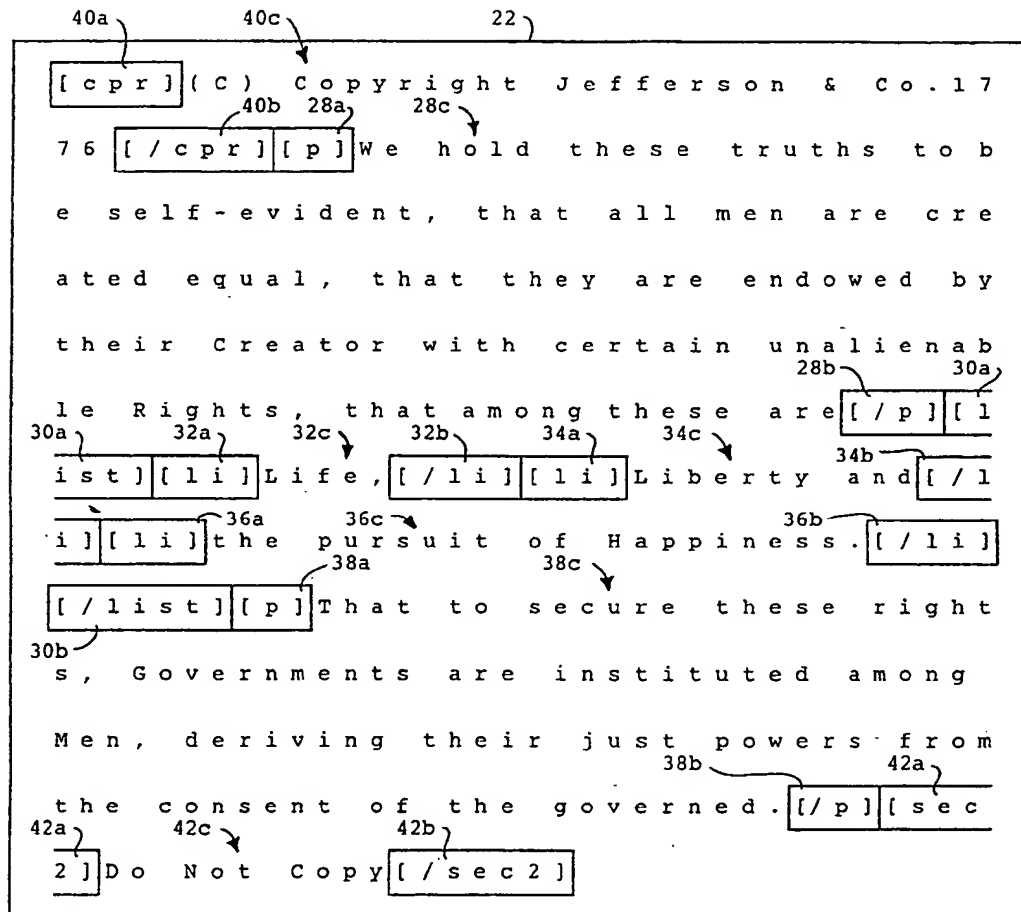 40a 40c 22
[cpr](C) Copyright Jefferson & Co.17
40b 28a 28c
76 [/cpr][p]We hold these truths to b
e self-evident, that all men are cre
ated equal, that they are endowed by
their Creator with certain unalienab
28b 30a
le Rights, that among these are[/p][l
30a 32a 32c 32b 34a 34c 34b
ist][li]Life,[/li][li]Liberty and[/l
36a 36c 36b
i][li]the pursuit of Happiness.[/li]
38a 38c
[/list][p]That to secure these right
30b
s, Governments are instituted among
Men, deriving their just powers from
38b 42a
the consent of the governed.[/p][sec
42a 42c 42b
2]Do Not Copy[/sec2]